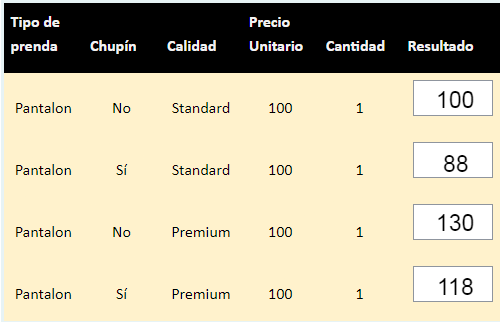 Tipo de prenda Chupín Calidad Precio Unitario Cantidad Resultado
Pantalon No Standard 100 1 100
Pantalon Sí Standard 100 1 88
Pantalon No Premium 100 1 130
Pantalon Sí Premium 100 1 118